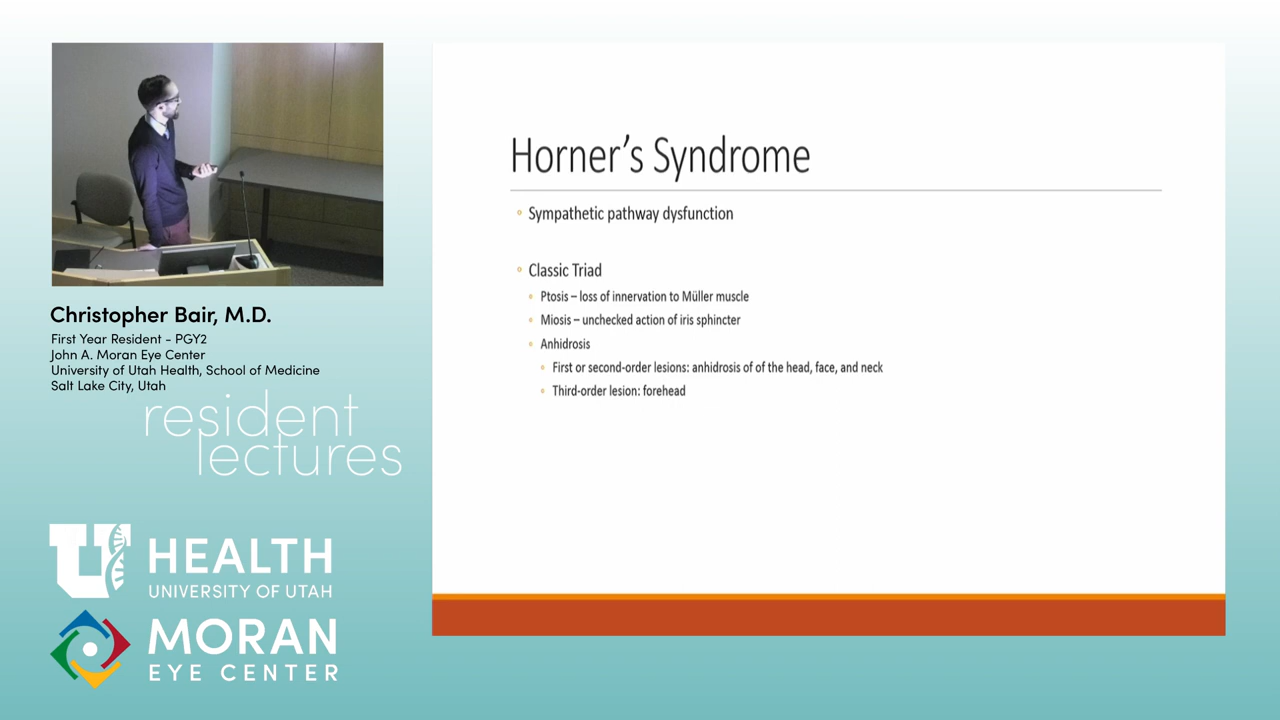 Christopher Bair, M.D.
First Year Resident - PGY2
John A. Moran Eye Center
University of Utah Health, School of Medicine
Salt Lake City, Utah
resident
lectures
U HEALTH
UNIVERSITY OF UTAH
MORAN
EYE CENTER
Horner's Syndrome
Sympathetic pathway dysfunction
Classic Triad
Ptosis – loss of innervation to Müller muscle
Miosis – unchecked action of iris sphincter
Anhidrosis
First or second-order lesions: anhidrosis of of the head, face, and neck
Third-order lesion: forehead